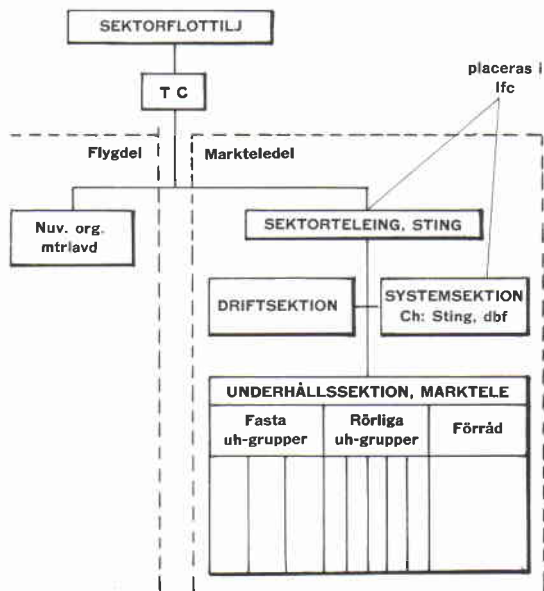 SEKTORFLOTTILJ
placeras i
lfc
T C
Flygdel
Markteledel
Nuv. org.
mtrlavd
SEKTORTELEING, STING
DRIFTSEKTION
SYSTEMSEKTION
Ch: Sting, dbf
UNDERHÅLLSSEKTION, MARKTELE
Fasta
uh-grupper
Rörliga
uh-grupper
Förråd